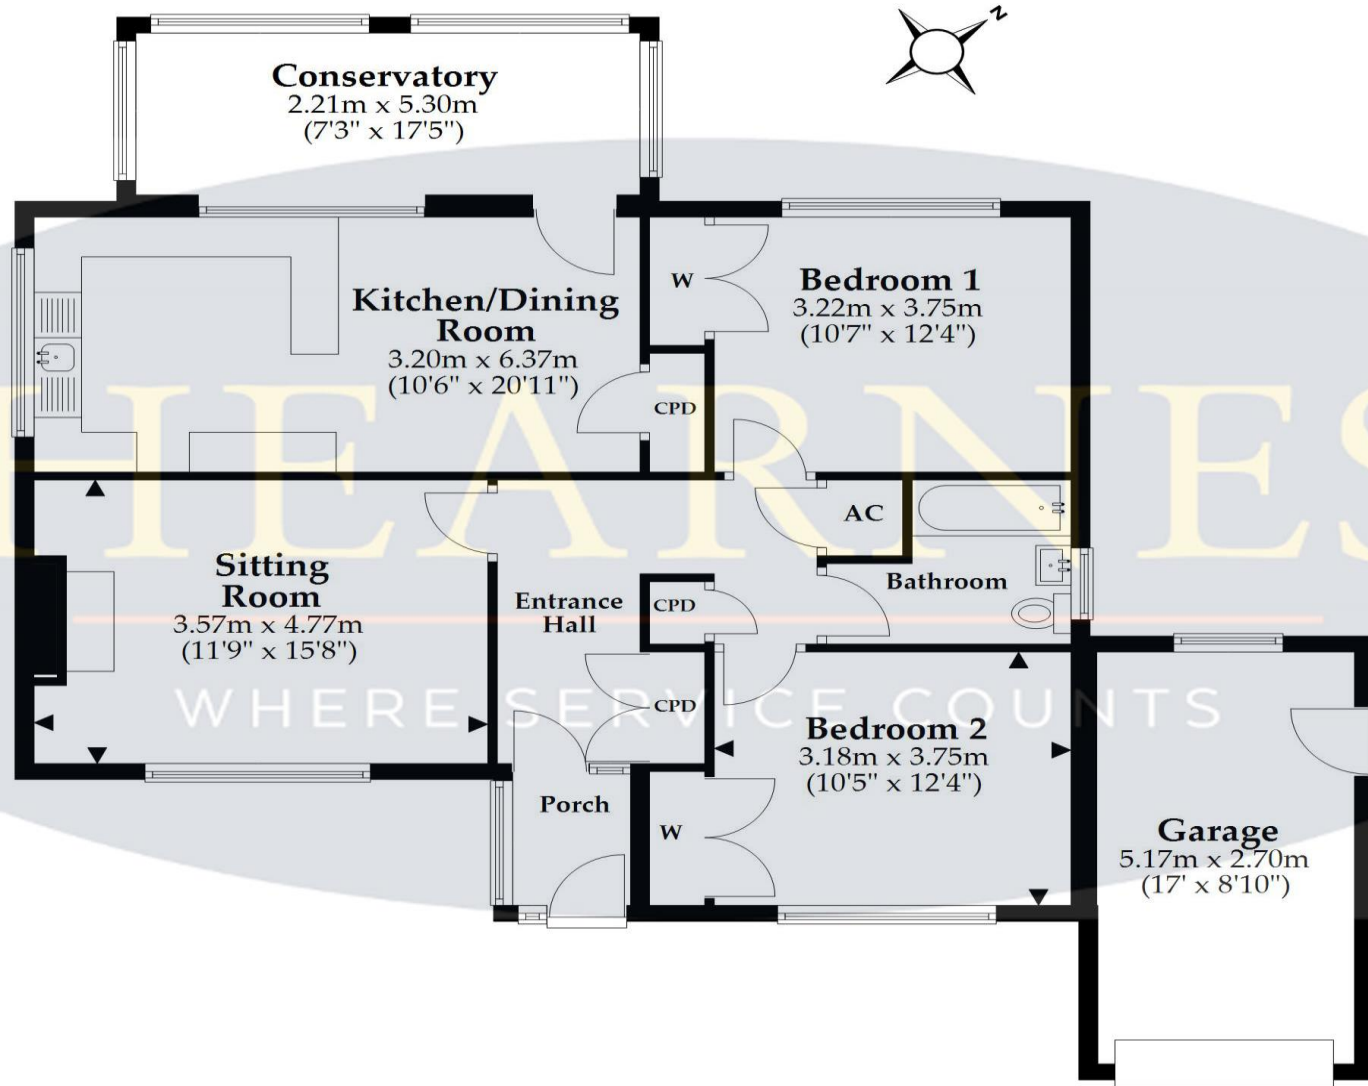 N
Conservatory
2.21m x 5.30m
(7'3" x 17'5")
Kitchen/Dining
Room
3.20m x 6.37m
(10'6" x 20'11")
W
Bedroom 1
3.22m x 3.75m
(10'7" x 12'4")
CPD
HEARNES
AC
Sitting
Room
3.57m x 4.77m
(11'9" x 15'8")
Entrance
Hall
CPD
Bathroom
WHERE SERVICE COUNTS
CPD
Bedroom 2
3.18m x 3.75m
(10'5" x 12'4")
Porch
W
Garage
5.17m x 2.70m
(17' x 8'10")